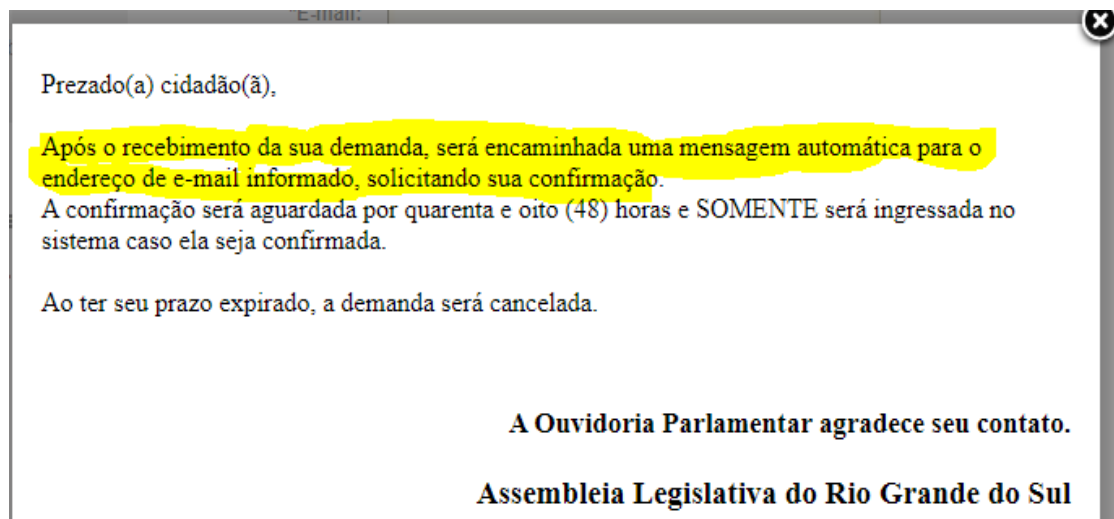 *E-mail:
Prezado(a) cidadão(ã),
Após o recebimento da sua demanda, será encaminhada uma mensagem automática para o
endereço de e-mail informado, solicitando sua confirmação.
A confirmação será aguardada por quarenta e oito (48) horas e SOMENTE será ingressada no
sistema caso ela seja confirmada.
Ao ter seu prazo expirado, a demanda será cancelada.
A Ouvidoria Parlamentar agradece seu contato.
Assembleia Legislativa do Rio Grande do Sul